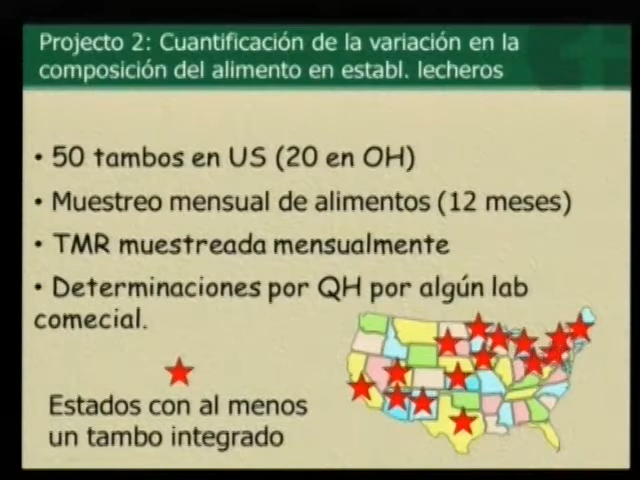 Projecto 2: Cuantificación de la variación en la
composición del alimento en establ. lecheros
• 50 tambos en US (20 en OH)
• Muestreo mensual de alimentos (12 meses)
• TMR muestreada mensualmente
• Determinaciones por QH por algún lab
comecial.
Estados con al menos
un tambo integrado